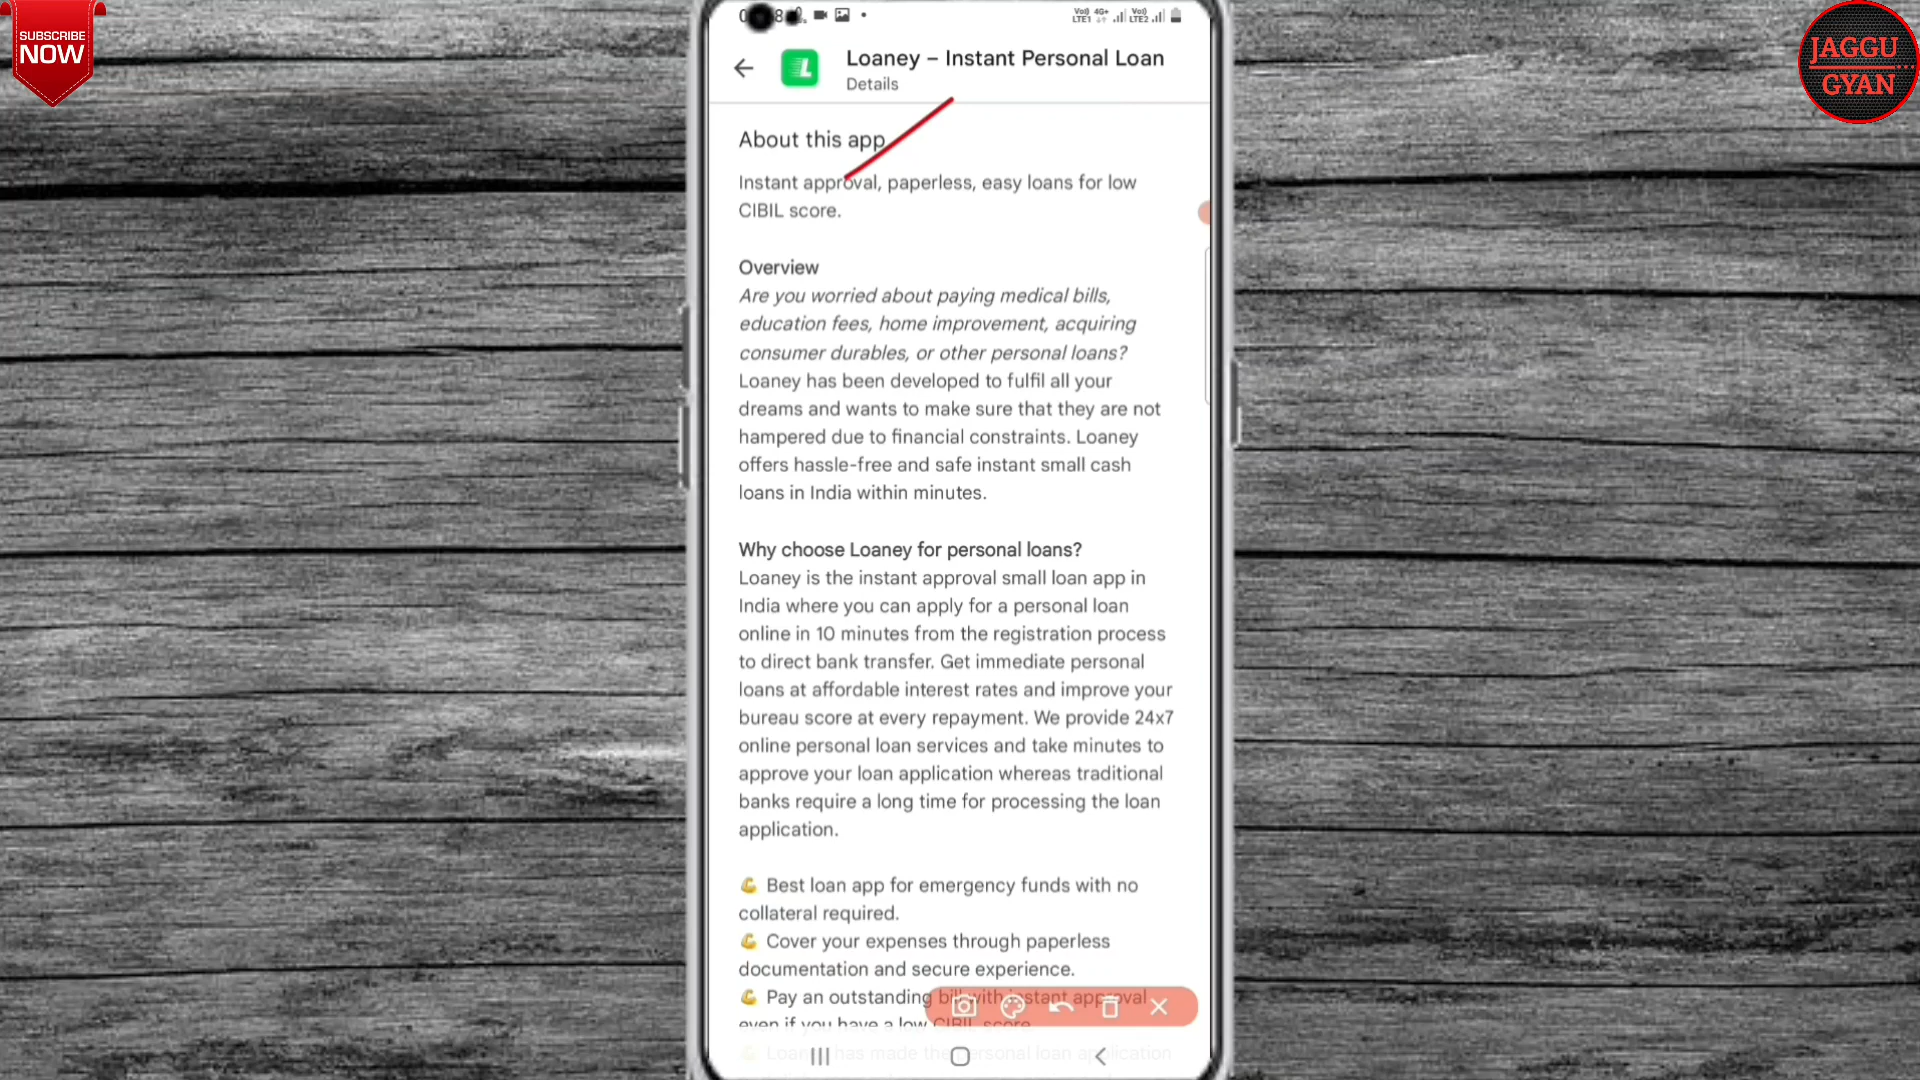 SUBSCRIBE
NOW
JAGGU
GYAN
Loaney – Instant Personal Loan
Details
About this app
Instant approval, paperless, easy loans for low
CIBIL score.
Overview
Are you worried about paying medical bills,
education fees, home improvement, acquiring
consumer durables, or other personal loans?
Loaney has been developed to fulfil all your
dreams and wants to make sure that they are not
hampered due to financial constraints. Loaney
offers hassle-free and safe instant small cash
loans in India within minutes.
Why choose Loaney for personal loans?
Loaney is the instant approval small loan app in
India where you can apply for a personal loan
online in 10 minutes from the registration process
to direct bank transfer. Get immediate personal
loans at affordable interest rates and improve your
bureau score at every repayment. We provide 24x7
online personal loan services and take minutes to
approve your loan application whereas traditional
banks require a long time for processing the loan
application.
💪 Best loan app for emergency funds with no
collateral required.
💪 Cover your expenses through paperless
documentation and secure experience.
💪 Pay an outstanding bill with instant approval
even if you have a low CIBIL score
💪 Loaney has made the personal loan application